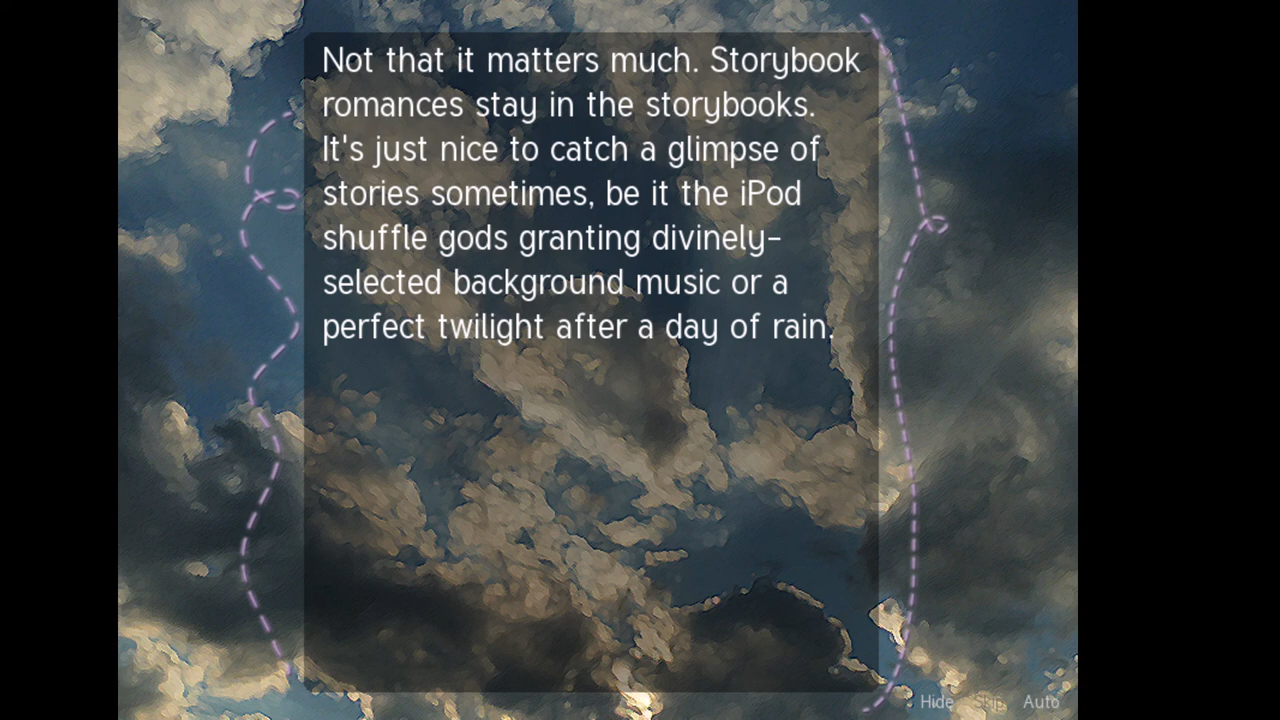 Not that it matters much. Storybook
romances stay in the storybooks.
It's just nice to catch a glimpse of
stories sometimes, be it the iPod
shuffle gods granting divinely-
selected background music or a
perfect twilight after a day of rain.
Hide Skip Auto